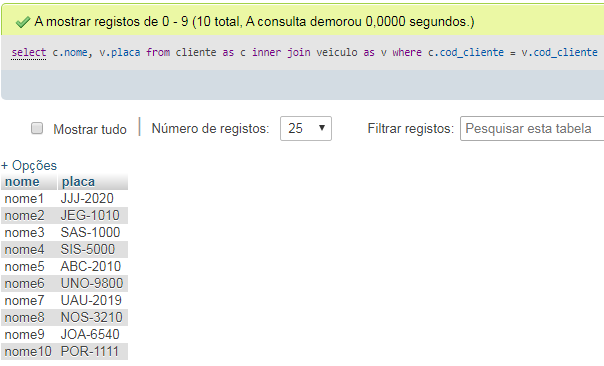 A mostrar registos de 0 - 9 (10 total, A consulta demorou 0,0000 segundos.)
select c.nome, v.placa from cliente as c inner join veiculo as v where c.cod_cliente = v.cod_cliente
Mostrar tudo Número de registos: 25 Filtrar registos: Pesquisar esta tabela
+ Opções
nome placa
nome1 JJJ-2020
nome2 JEG-1010
nome3 SAS-1000
nome4 SIS-5000
nome5 ABC-2010
nome6 UNO-9800
nome7 UAU-2019
nome8 NOS-3210
nome9 JOA-6540
nome10 POR-1111